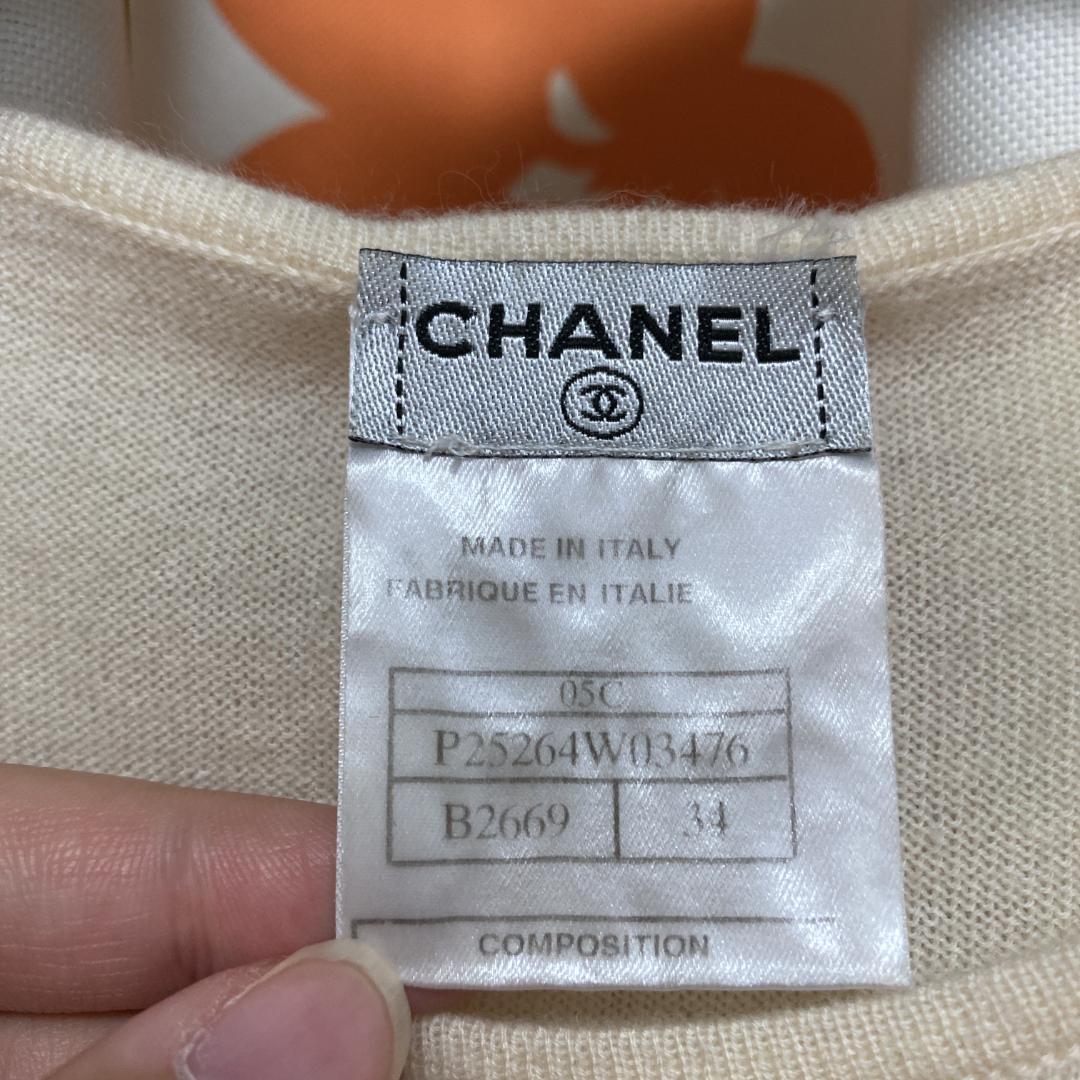 CHANEL
MADE IN ITALY
FABRIQUE EN ITALIE
05C
P25264W03476
B2669 34
COMPOSITION